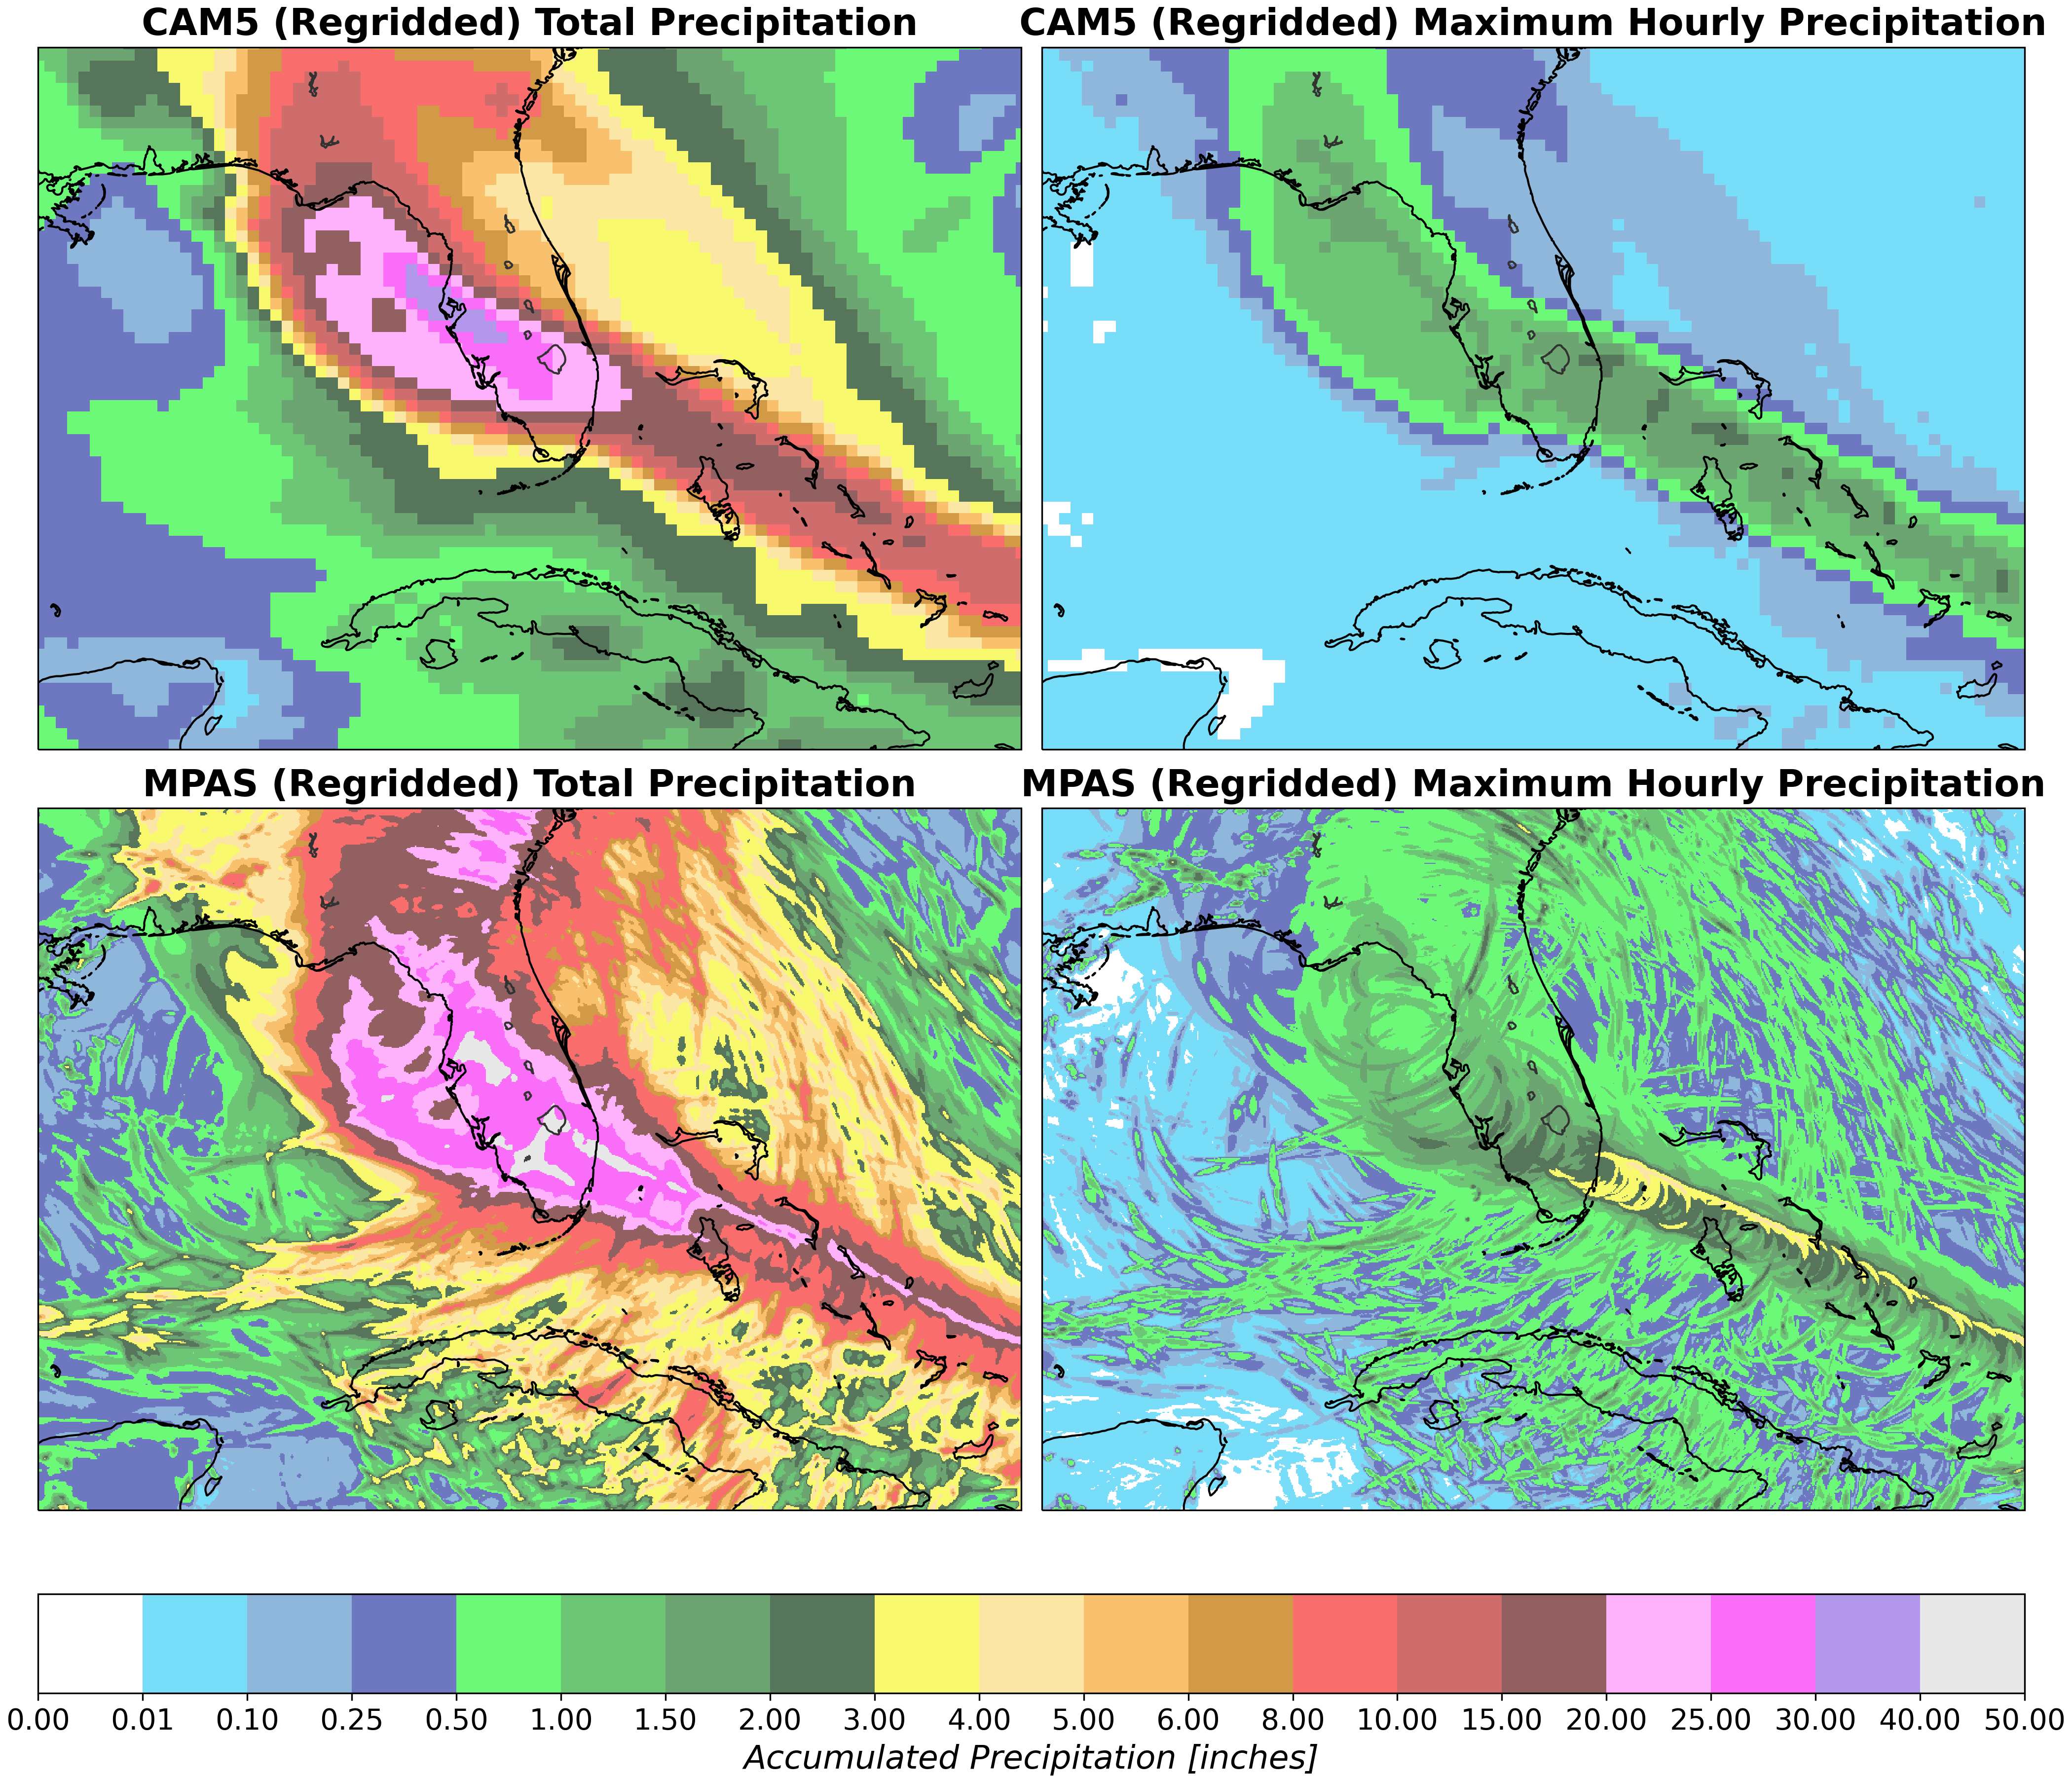 CAM5 (Regridded) Total Precipitation
CAM5 (Regridded) Maximum Hourly Precipitation
MPAS (Regridded) Total Precipitation
MPAS (Regridded) Maximum Hourly Precipitation
0.00 0.01 0.10 0.25 0.50 1.00 1.50 2.00 3.00 4.00 5.00 6.00 8.00 10.00 15.00 20.00 25.00 30.00 40.00 50.00
Accumulated Precipitation [inches]